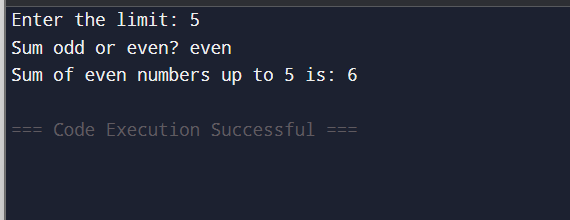 Enter the limit: 5
Sum odd or even? even
Sum of even numbers up to 5 is: 6
=== Code Execution Successful ===